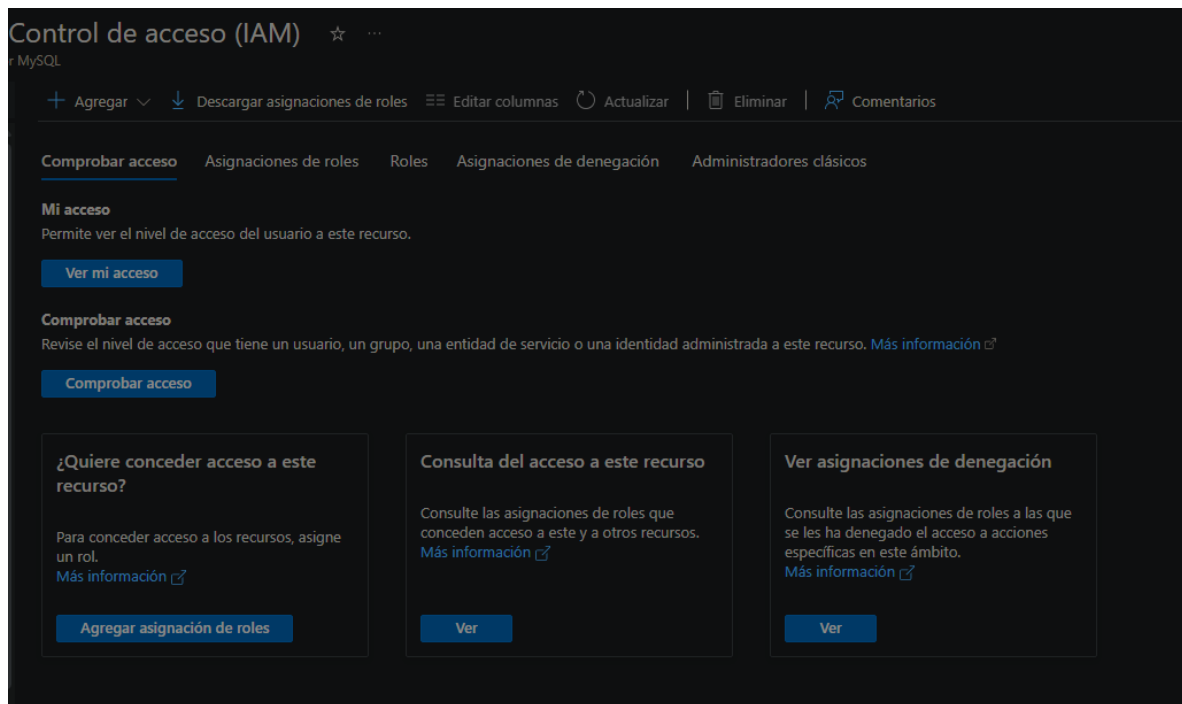 Control de acceso (IAM)
r MySQL
Agregar Descargar asignaciones de roles Editar columnas Actualizar Eliminar Comentarios
Comprobar acceso Asignaciones de roles Roles Asignaciones de denegación Administradores clásicos
Mi acceso
Permite ver el nivel de acceso del usuario a este recurso.
Ver mi acceso
Comprobar acceso
Revise el nivel de acceso que tiene un usuario, un grupo, una entidad de servicio o una identidad administrada a este recurso. Más información
Comprobar acceso
¿Quiere conceder acceso a este
recurso?
Para conceder acceso a los recursos, asigne
un rol.
Más información
Agregar asignación de roles
Consulta del acceso a este recurso
Consulte las asignaciones de roles que
conceden acceso a este y a otros recursos.
Más información
Ver
Ver asignaciones de denegación
Consulte las asignaciones de roles a las que
se les ha denegado el acceso a acciones
específicas en este ámbito.
Más información
Ver